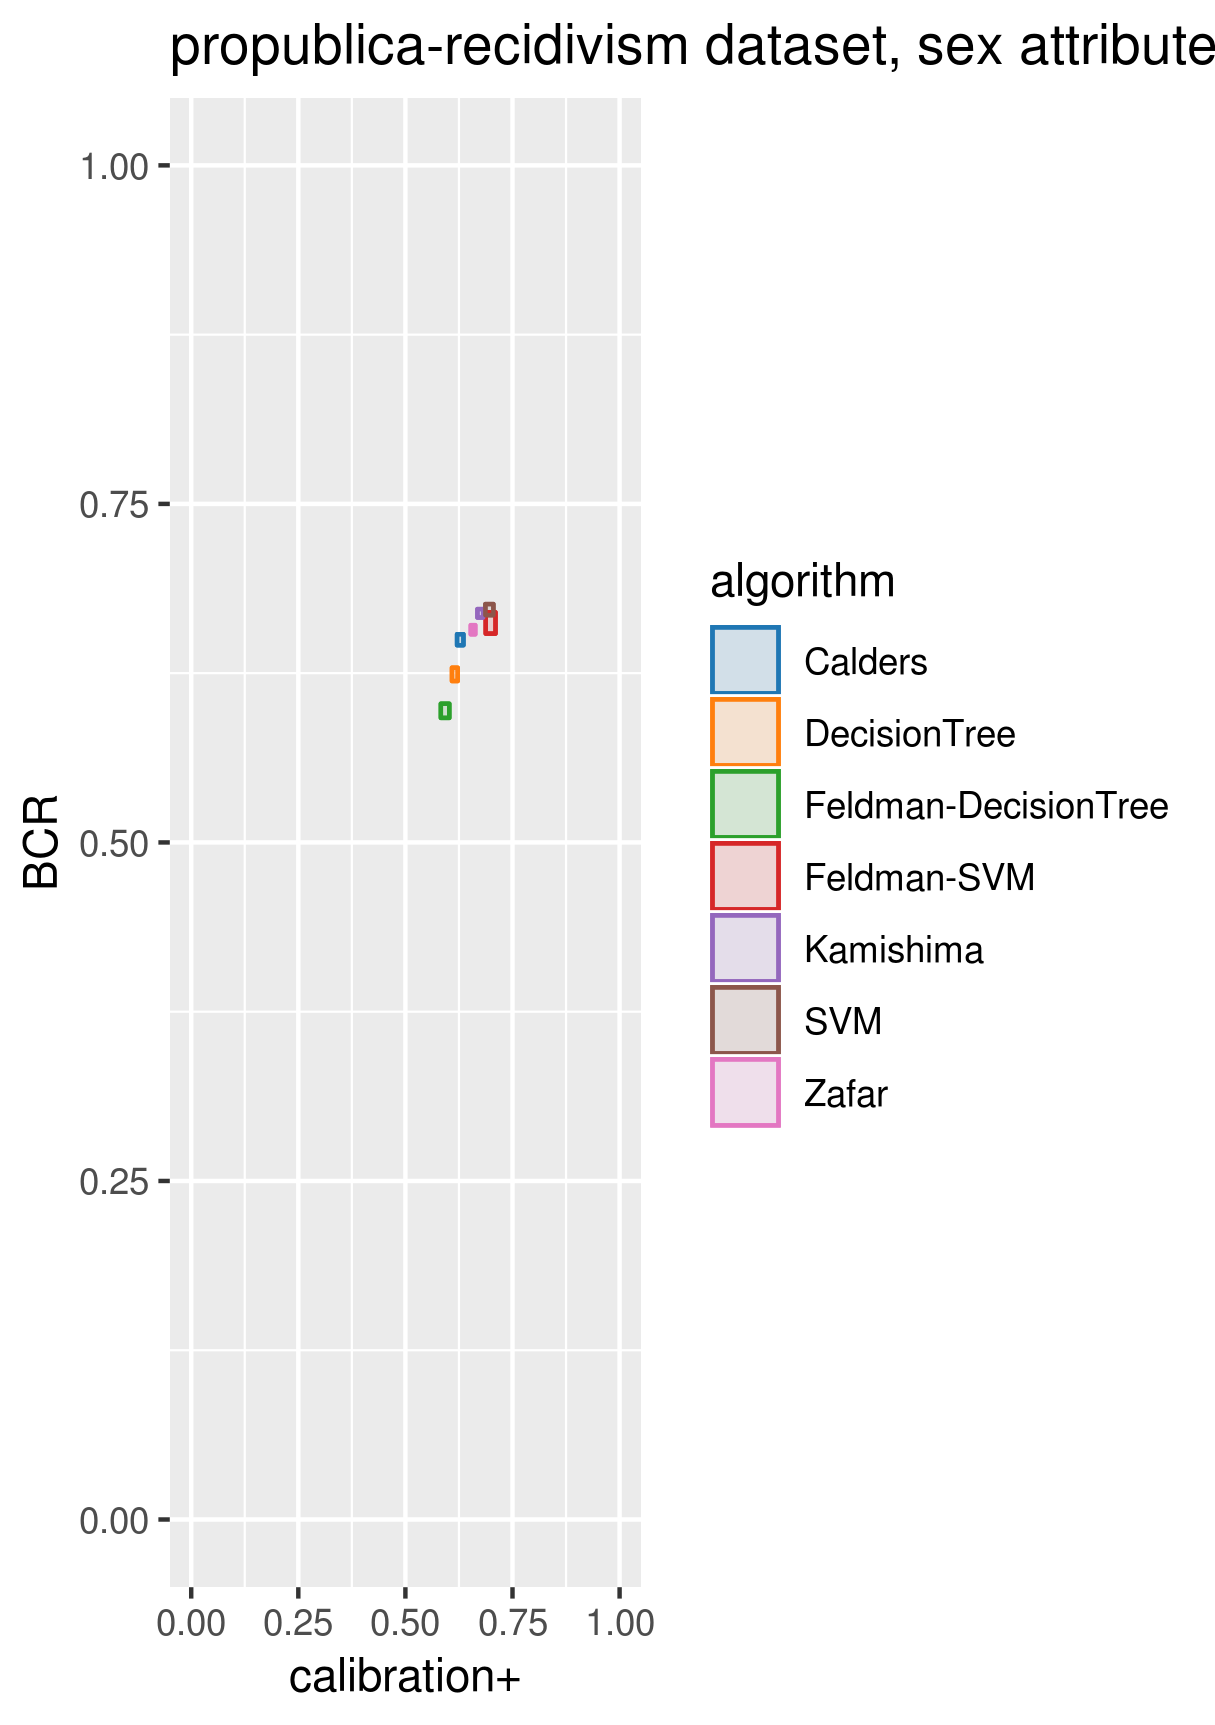 propublica-recidivism dataset, sex attribute
1.00
0.75
0.50
0.25
0.00
BCR
0.00 0.25 0.50 0.75 1.00
calibration+
algorithm
Calders
DecisionTree
Feldman-DecisionTree
Feldman-SVM
Kamishima
SVM
Zafar